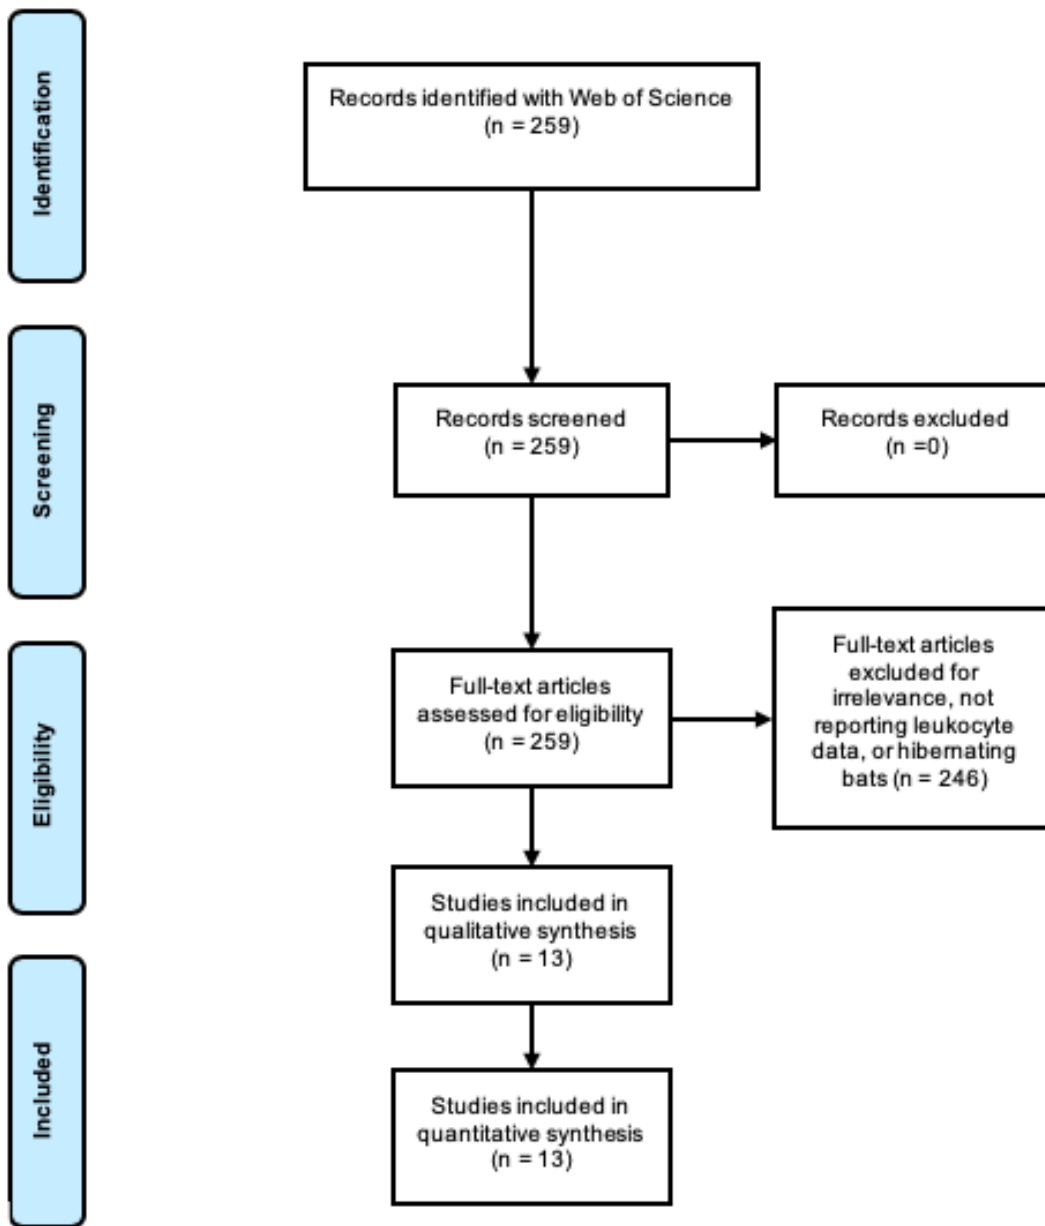 Identification
Records identified with Web of Science
(n = 259)
Screening
Records screened
(n = 259)
Records excluded
(n =0)
Eligibility
Full-text articles
assessed for eligibility
(n = 259)
Full-text articles
excluded for
irrelevance, not
reporting leukocyte
data, or hibernating
bats (n = 246)
Studies included in
qualitative synthesis
(n = 13)
Included
Studies included in
quantitative synthesis
(n = 13)